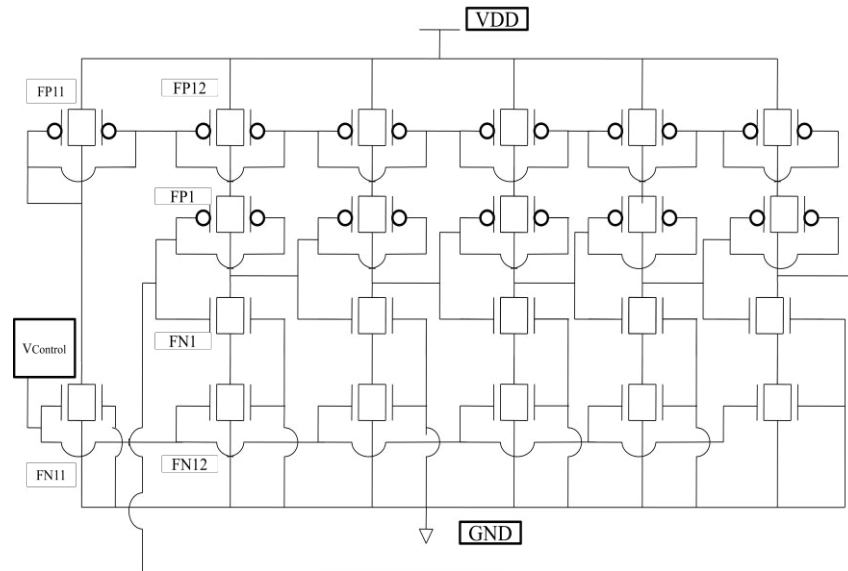 VDD
FP11
FP12
FP1
FN1
VControl
FN11
FN12
GND